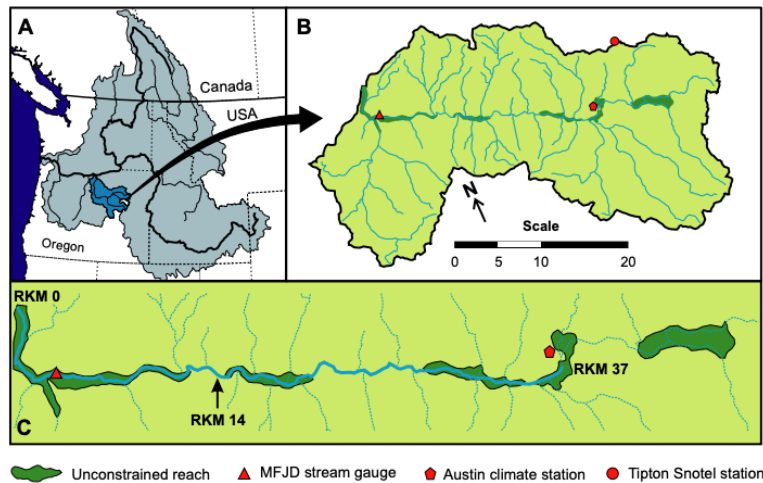 A
Canada
USA
Oregon
B
N
Scale
0 5 10 20
RKM 0
RKM 37
RKM 14
C
Unconstrained reach
MFJD stream gauge
Austin climate station
Tipton Snotel station